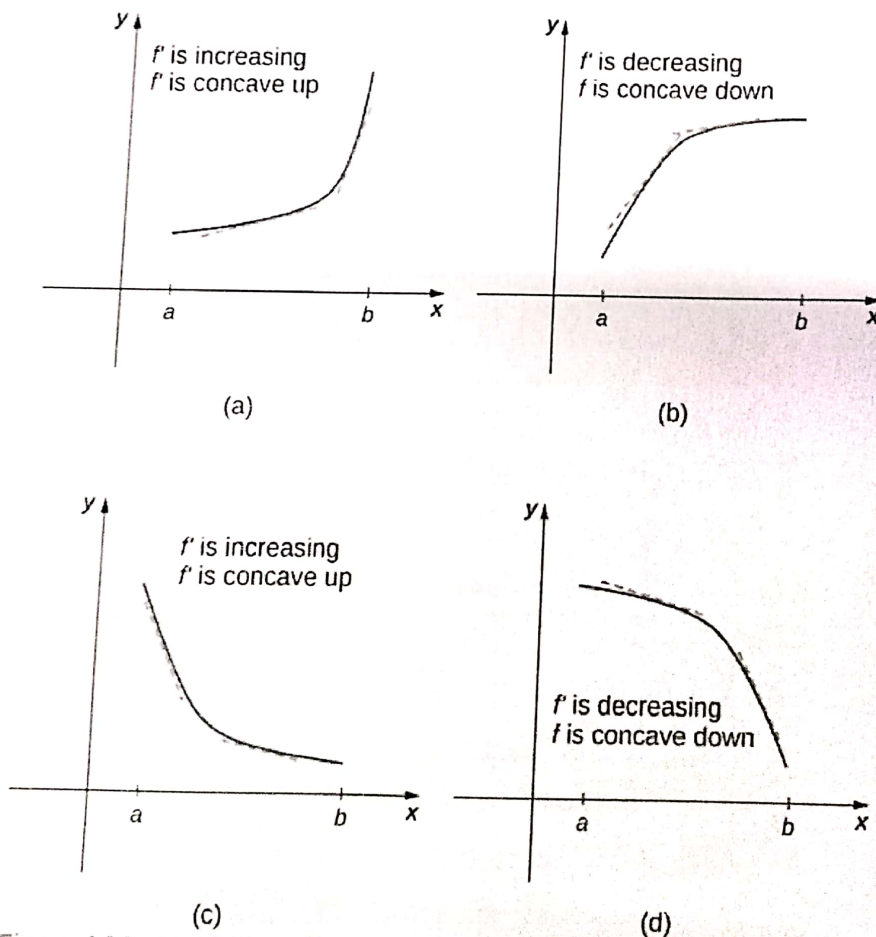 y
f' is increasing
f' is concave up
a
b
x
(a)
y
f' is decreasing
f is concave down
a
b
x
(b)
y
f' is increasing
f' is concave up
a
b
x
(c)
y
f' is decreasing
f is concave down
a
b
x
(d)